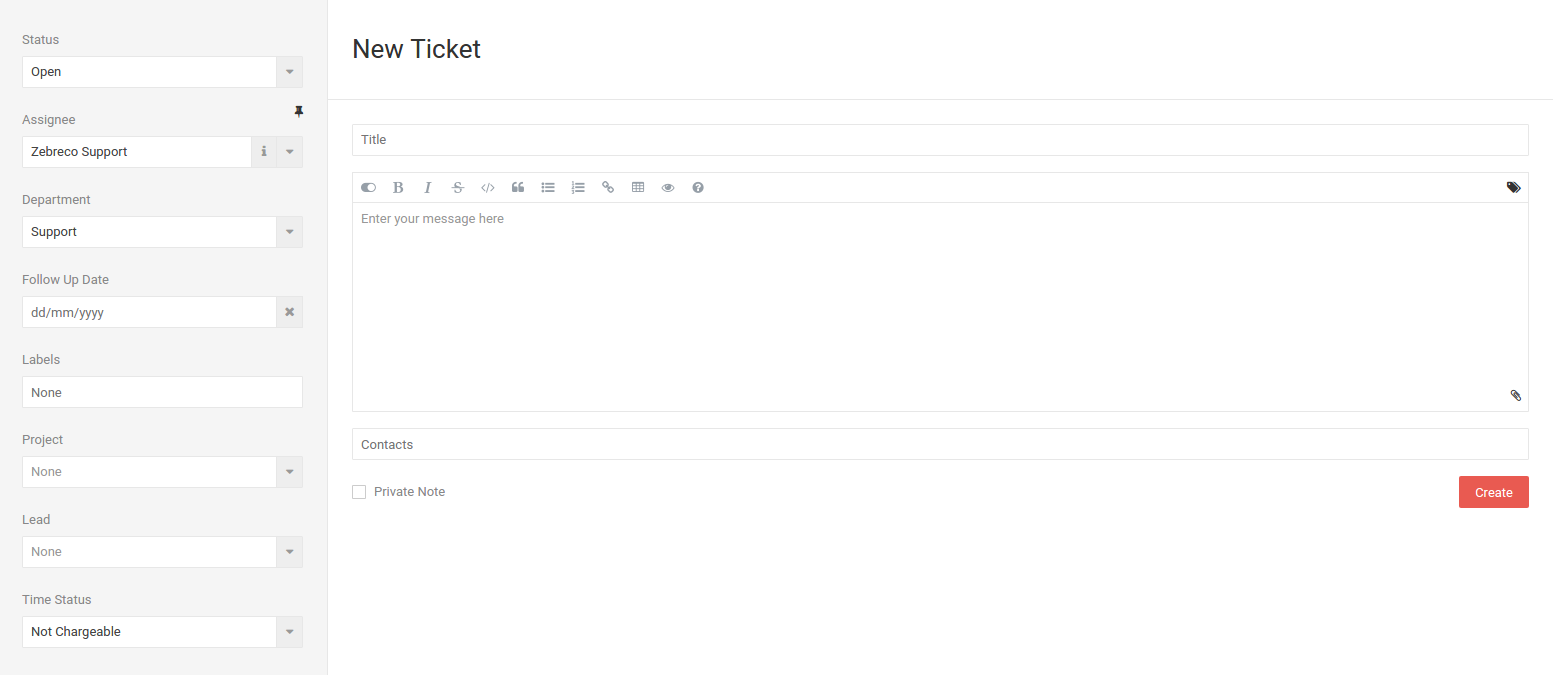 Status
Open
Assignee
Zebreco Support
Department
Support
Follow Up Date
dd/mm/yyyy
Labels
None
Project
None
Lead
None
Time Status
Not Chargeable
New Ticket
Title
Enter your message here
Contacts
Private Note
Create